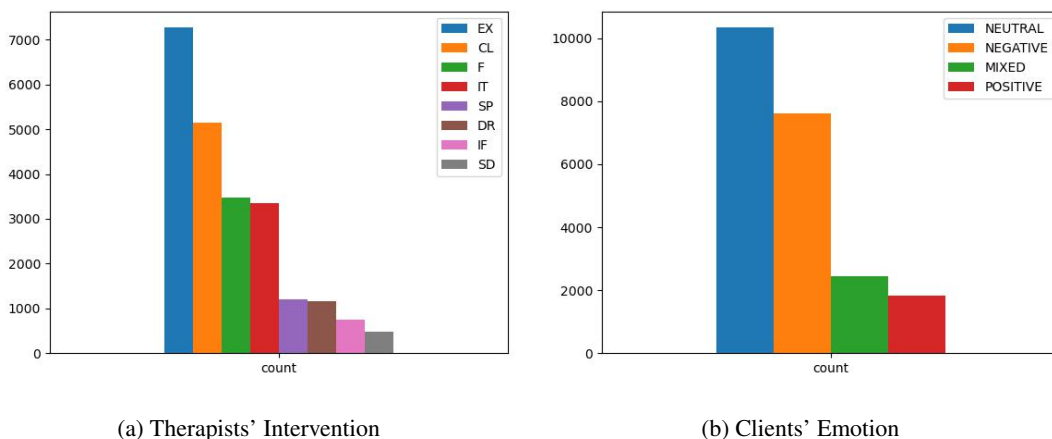 7000
6000
5000
4000
3000
2000
1000
0
count
EX
CL
F
IT
SP
DR
IF
SD
(a) Therapists’ Intervention
10000
8000
6000
4000
2000
0
count
NEUTRAL
NEGATIVE
MIXED
POSITIVE
(b) Clients’ Emotion